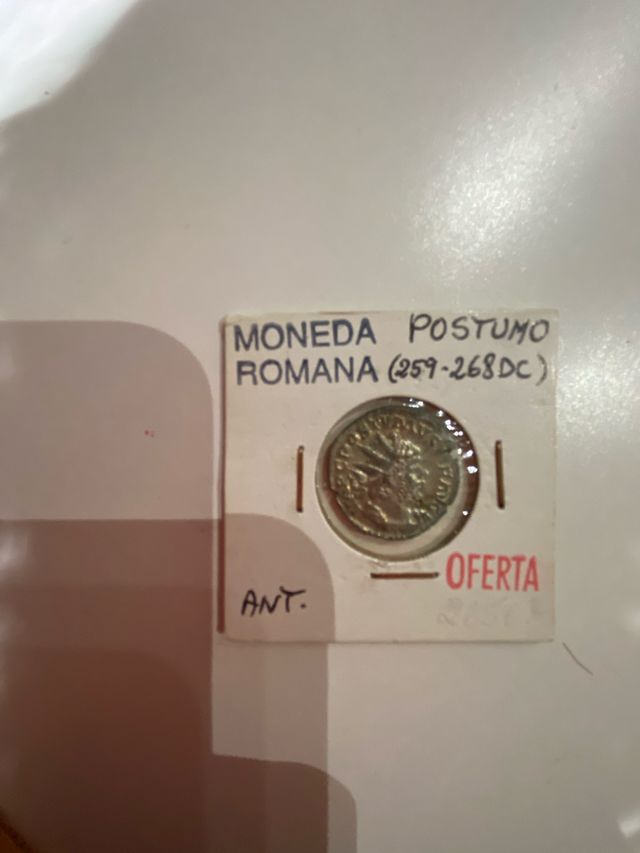 MONEDA POSTUMO
ROMANA (259-268DC)
OFERTA
ANT.